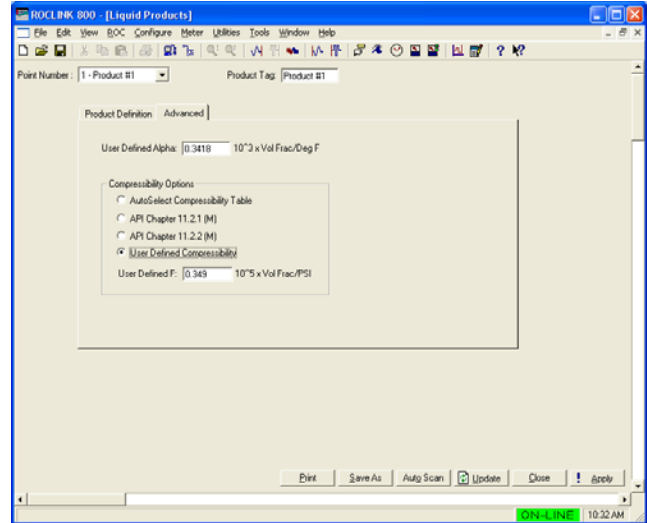 ROCLINK 800 - [Liquid Products]
File Edit View ROC Configure Meter Utilities Tools Window Help
Point Number : 1 - Product #1 Product Tag: Product #1
Product Definition Advanced
User Defined Alpha: 0.3418 10^3 x Vol Frac/Deg F
Compressibility Options
AutoSelect Compressibility Table
API Chapter 11.2.1 (M)
API Chapter 11.2.2 (M)
User Defined Compressibility
User Defined F: 0.349 10^5 x Vol Frac/PSI
Print Save As Auto Scan Update Close ! Apply
ON-LINE 10:32 AM